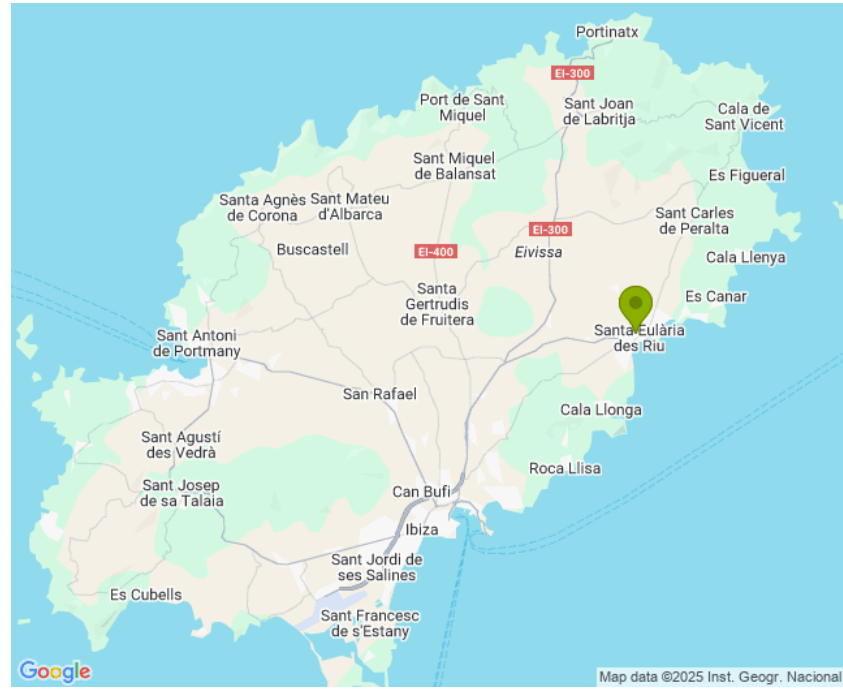 Portinatx
EI-300
Port de Sant
Miquel
Sant Joan
de Labritja
Cala de
Sant Vicent
Sant Miquel
de Balansat
Es Figueral
Santa Agnès
de Corona
Sant Mateu
d'Albarca
Sant Carles
de Peralta
EI-300
Buscastell
EI-400
Eivissa
Cala Llenya
Santa
Gertrudis
de Fruitera
Es Canar
Sant Antoni
de Portmany
Santa Eulària
des Riu
San Rafael
Cala Llonga
Sant Agustí
des Vedrà
Roca Llisa
Sant Josep
de sa Talaia
Can Bufí
Ibiza
Sant Jordi de
ses Salines
Es Cubells
Sant Francesc
de s'Estany
Google
Map data ©2025 Inst. Geogr. Nacional